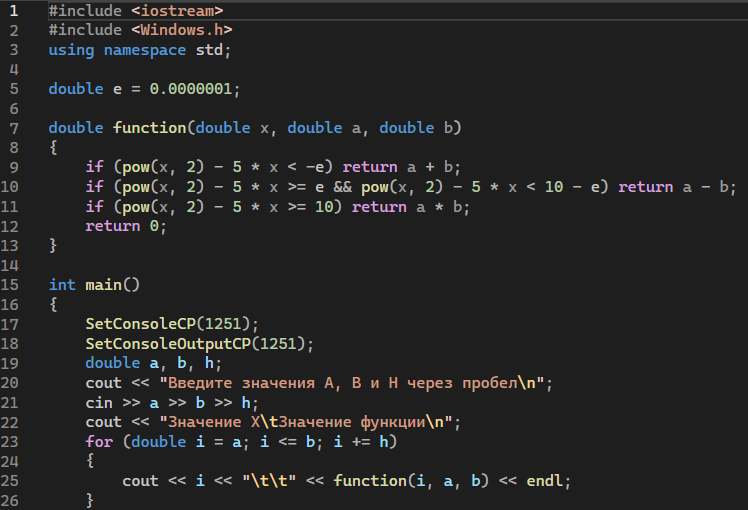 1 #include <iostream>
2 #include <Windows.h>
3 using namespace std;
4
5 double e = 0.0000001;
6
7 double function(double x, double a, double b)
8 {
9     if (pow(x, 2) - 5 * x < -e) return a + b;
10     if (pow(x, 2) - 5 * x >= e && pow(x, 2) - 5 * x < 10 - e) return a - b;
11     if (pow(x, 2) - 5 * x >= 10) return a * b;
12     return 0;
13 }
14
15 int main()
16 {
17     SetConsoleCP(1251);
18     SetConsoleOutputCP(1251);
19     double a, b, h;
20     cout << "Введите значения A, B и H через пробел\n";
21     cin >> a >> b >> h;
22     cout << "Значение X\tЗначение функции\n";
23     for (double i = a; i <= b; i += h)
24     {
25         cout << i << "\t\t" << function(i, a, b) << endl;
26     }